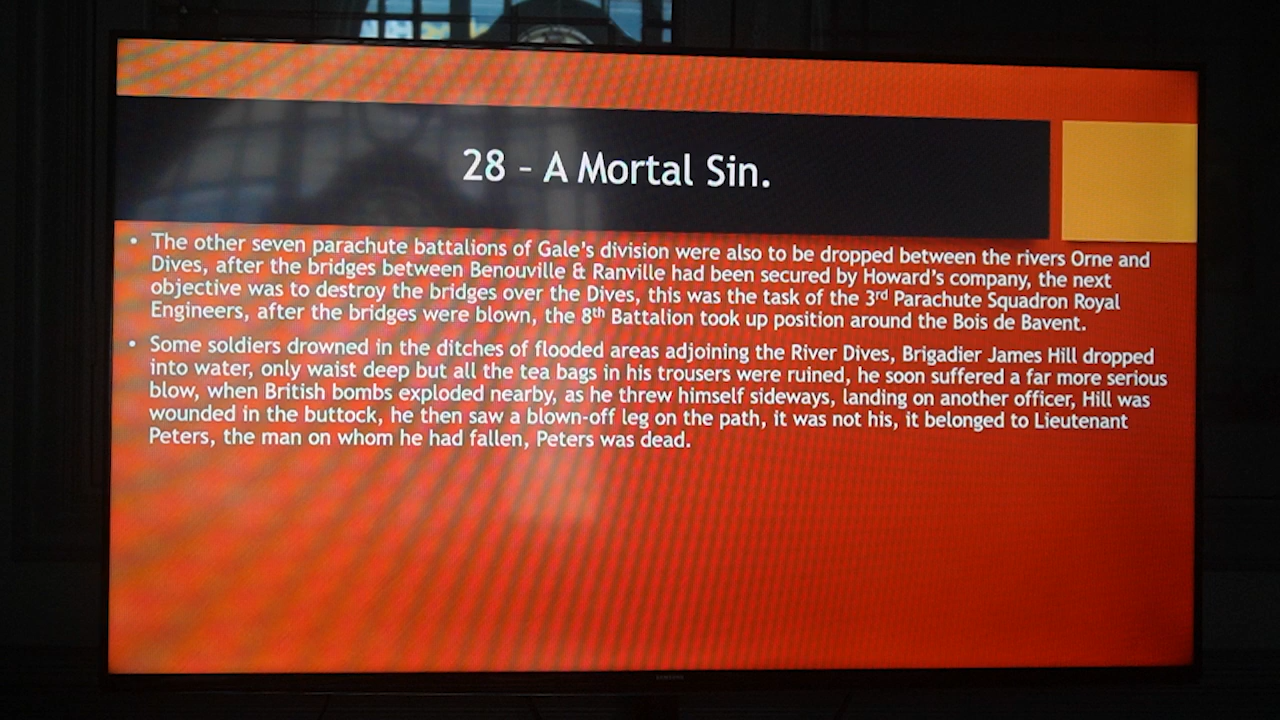 28 – A Mortal Sin.
• The other seven parachute battalions of Gale's division were also to be dropped between the rivers Orne and
Dives, after the bridges between Benouville & Ranville had been secured by Howard's company, the next
objective was to destroy the bridges over the Dives, this was the task of the 3rd Parachute Squadron Royal
Engineers, after the bridges were blown, the 8th Battalion took up position around the Bois de Bavent.
• Some soldiers drowned in the ditches of flooded areas adjoining the River Dives, Brigadier James Hill dropped
into water, only waist deep but all the tea bags in his trousers were ruined, he soon suffered a far more serious
blow, when British bombs exploded nearby, as he threw himself sideways, landing on another officer, Hill was
wounded in the buttock, he then saw a blown-off leg on the path, it was not his, it belonged to Lieutenant
Peters, the man on whom he had fallen, Peters was dead.
SAMSUNG